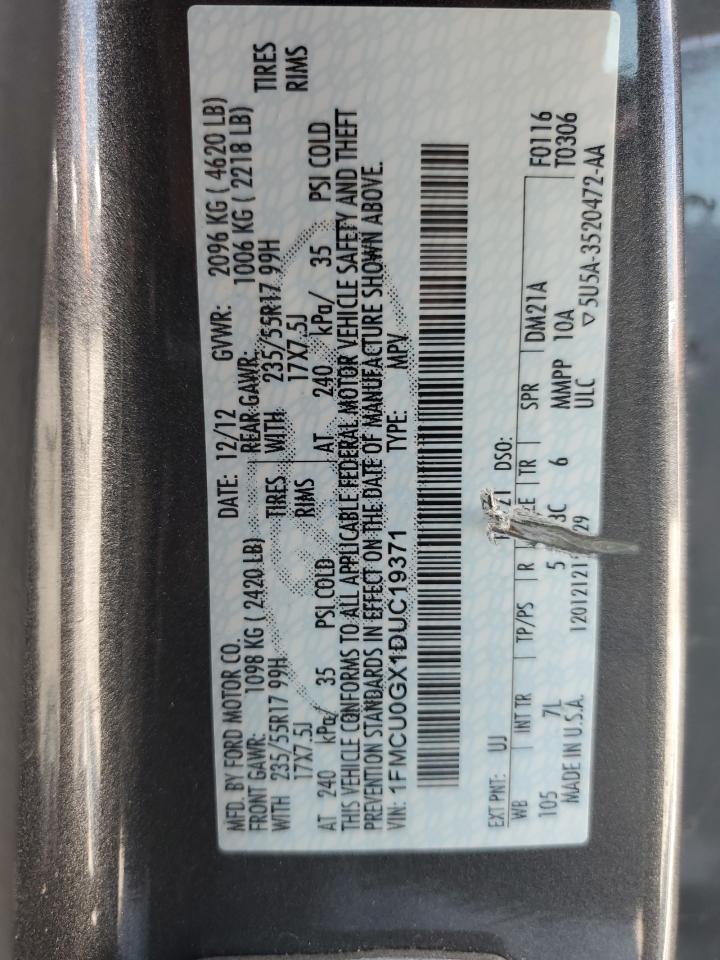 MFD. BY FORD MOTOR CO. DATE: 12/12 GVWR: 2096 KG ( 4620 LB)
FRONT GAWR: 1098 KG ( 2420 LB) REAR GAWR: 1006 KG ( 2218 LB)
WITH 235/55R17 99H TIRES WITH 235/55R17 99H TIRES
17X7.5J RIMS 17X7.5J RIMS
AT 240 kPa/ 35 PSI COLD AT 240 kPa/ 35 PSI COLD
THIS VEHICLE CONFORMS TO ALL APPLICABLE FEDERAL MOTOR VEHICLE SAFETY AND THEFT
PREVENTION STANDARDS IN EFFECT ON THE DATE OF MANUFACTURE SHOWN ABOVE.
VIN: 1FMCU0GX1DUC19371 TYPE: MPV
EXT PNT: UJ DSO: F0116
WB INT TR TP/PS R TR SPR DM21A T0306
105 7L 5 6 MMPP 10A
MADE IN U.S.A. ULC ▽5U5A-3520472-AA